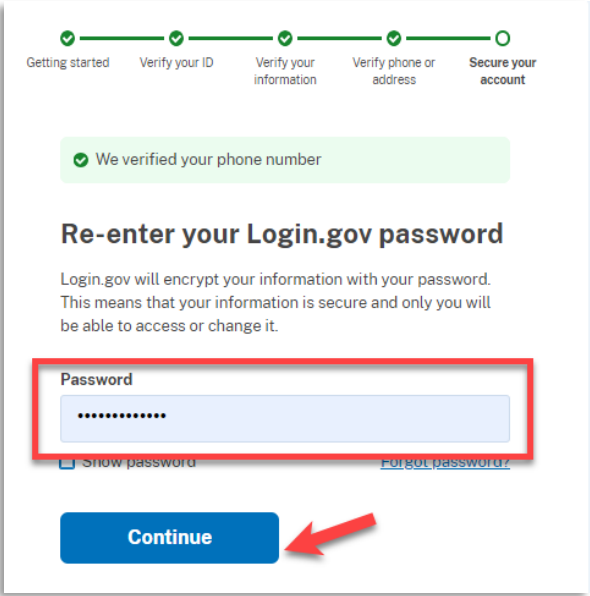 Getting started
Verify your ID
Verify your
information
Verify phone or
address
Secure your
account
We verified your phone number
Re-enter your Login.gov password
Login.gov will encrypt your information with your password.
This means that your information is secure and only you will
be able to access or change it.
Password
•••••••••••••
Show password
Forgot password?
Continue